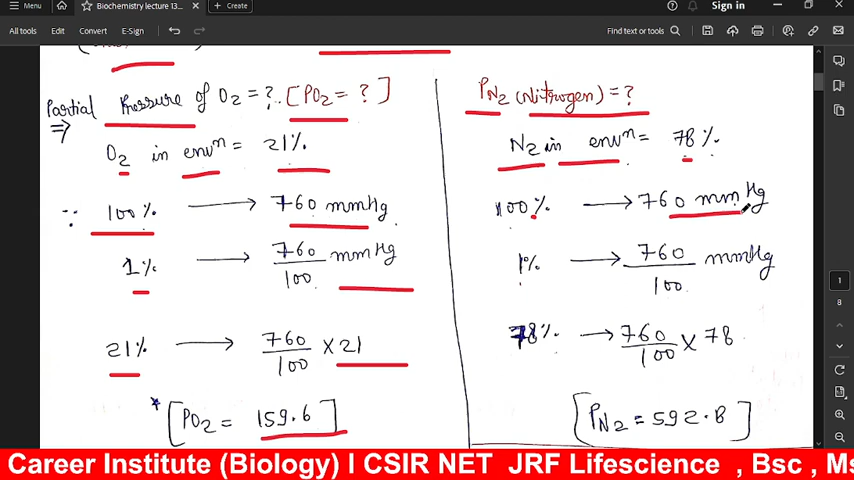 Menu Biochemistry pressure 13... × + Create Sign in
All tools Edit Convert E-Sign Find text or tools
Partial Pressure of O2 = ? [PO2 = ?]
⇒
O2 in envn = 21%
∵ 100% → 760 mmHg
1% → 760/100 mmHg
21% → 760/100 × 21
* [PO2 = 159.6]
PN2 (Nitrogen) = ?
N2 in envn = 78%
100% → 760 mmHg
1% → 760/100 mmHg
78% → 760/100 × 78
[PN2 = 592.8]
1
8
Career Institute (Biology) I CSIR NET JRF Lifescience , Bsc , Ms